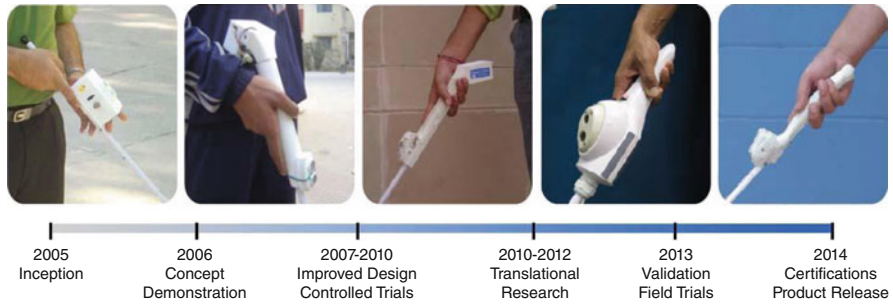 2005
Inception
2006
Concept
Demonstration
2007-2010
Improved Design
Controlled Trials
2010-2012
Translational
Research
2013
Validation
Field Trials
2014
Certifications
Product Release